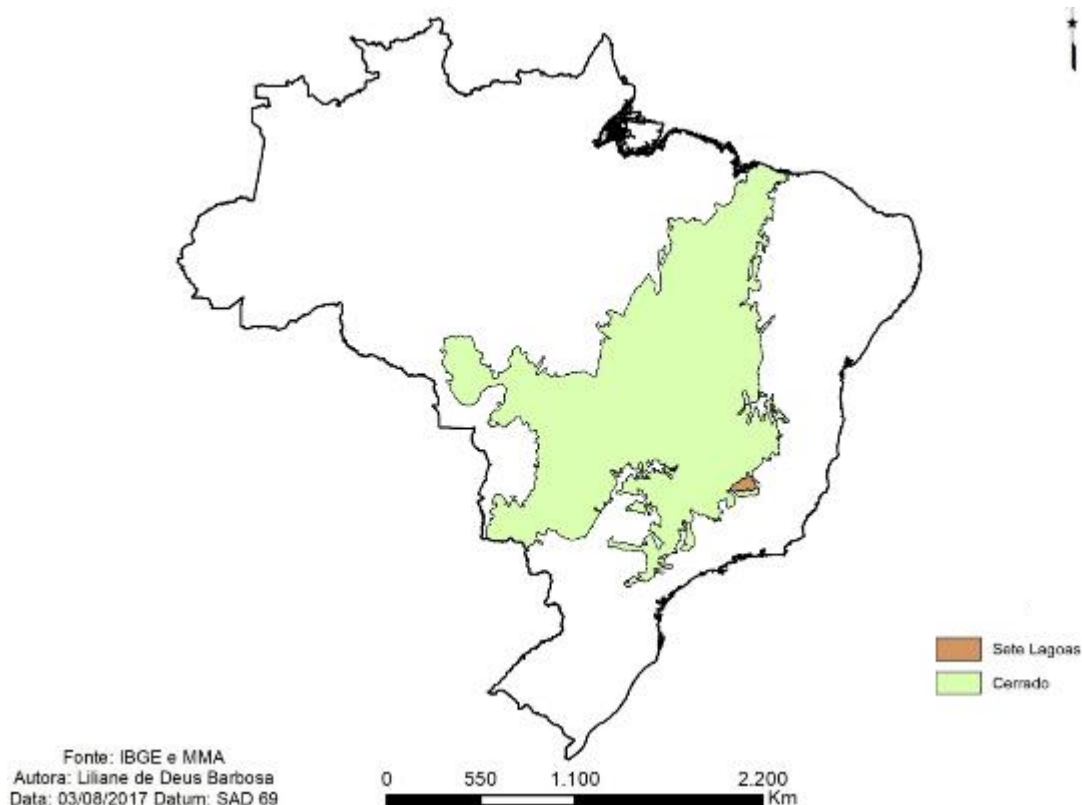 Sete Lagoas
Cerrado
Fonte: IBGE e MMA
Autora: Liliane de Deus Barbosa
Data: 03/08/2017 Datum: SAD 69
0 550 1.100 2.200
Km